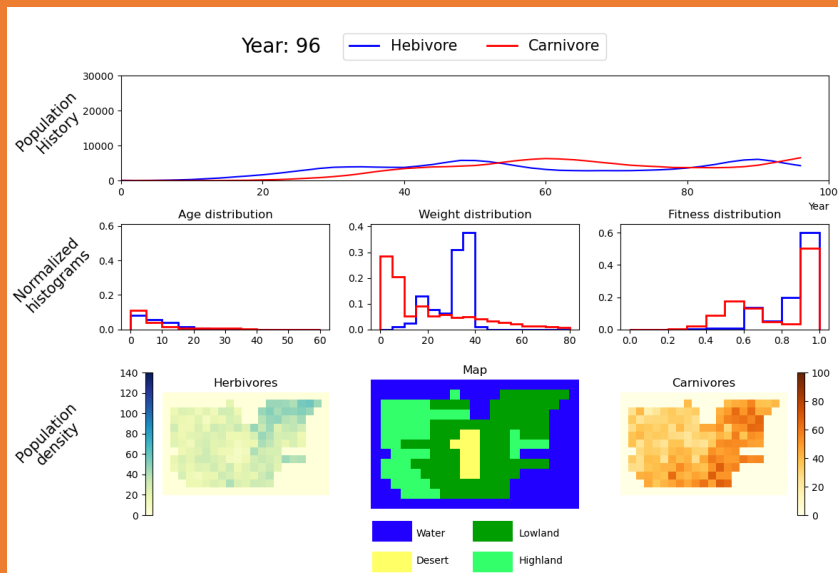 Year: 96
Hebivore
Carnivore
Population
History
30000
20000
10000
0
0
20
40
60
80
100
Year
Normalized
histograms
Age distribution
0.6
0.4
0.2
0.0
0 10 20 30 40 50 60
Weight distribution
0.4
0.3
0.2
0.1
0.0
0 20 40 60 80
Fitness distribution
0.6
0.4
0.2
0.0
0.0 0.2 0.4 0.6 0.8 1.0
Population
density
140
120
100
80
60
40
20
0
Herbivores
Map
Water
Lowland
Desert
Highland
Carnivores
100
80
60
40
20
0